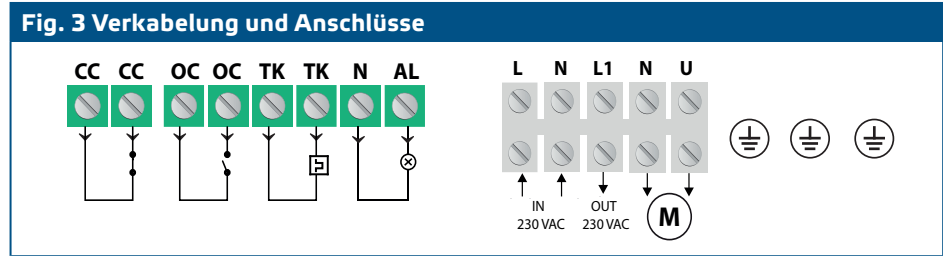 Fig. 3 Verkabelung und Anschlüsse
CC CC OC OC TK TK N AL
L N L1 N U
IN
230 VAC
OUT
230 VAC
M